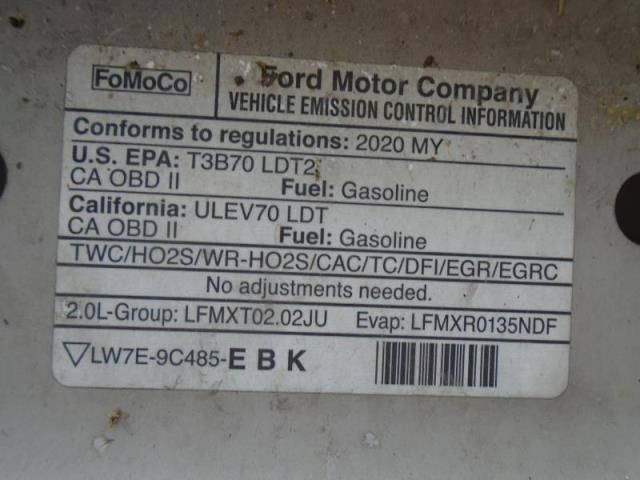 FoMoCo
Ford Motor Company
VEHICLE EMISSION CONTROL INFORMATION
Conforms to regulations: 2020 MY
U.S. EPA: T3B70 LDT2
CA OBD II Fuel: Gasoline
California: ULEV70 LDT
CA OBD II Fuel: Gasoline
TWC/HO2S/WR-HO2S/CAC/TC/DFI/EGR/EGRC
No adjustments needed.
2.0L-Group: LFMXT02.02JU Evap: LFMXR0135NDF
▽LW7E-9C485-E B K